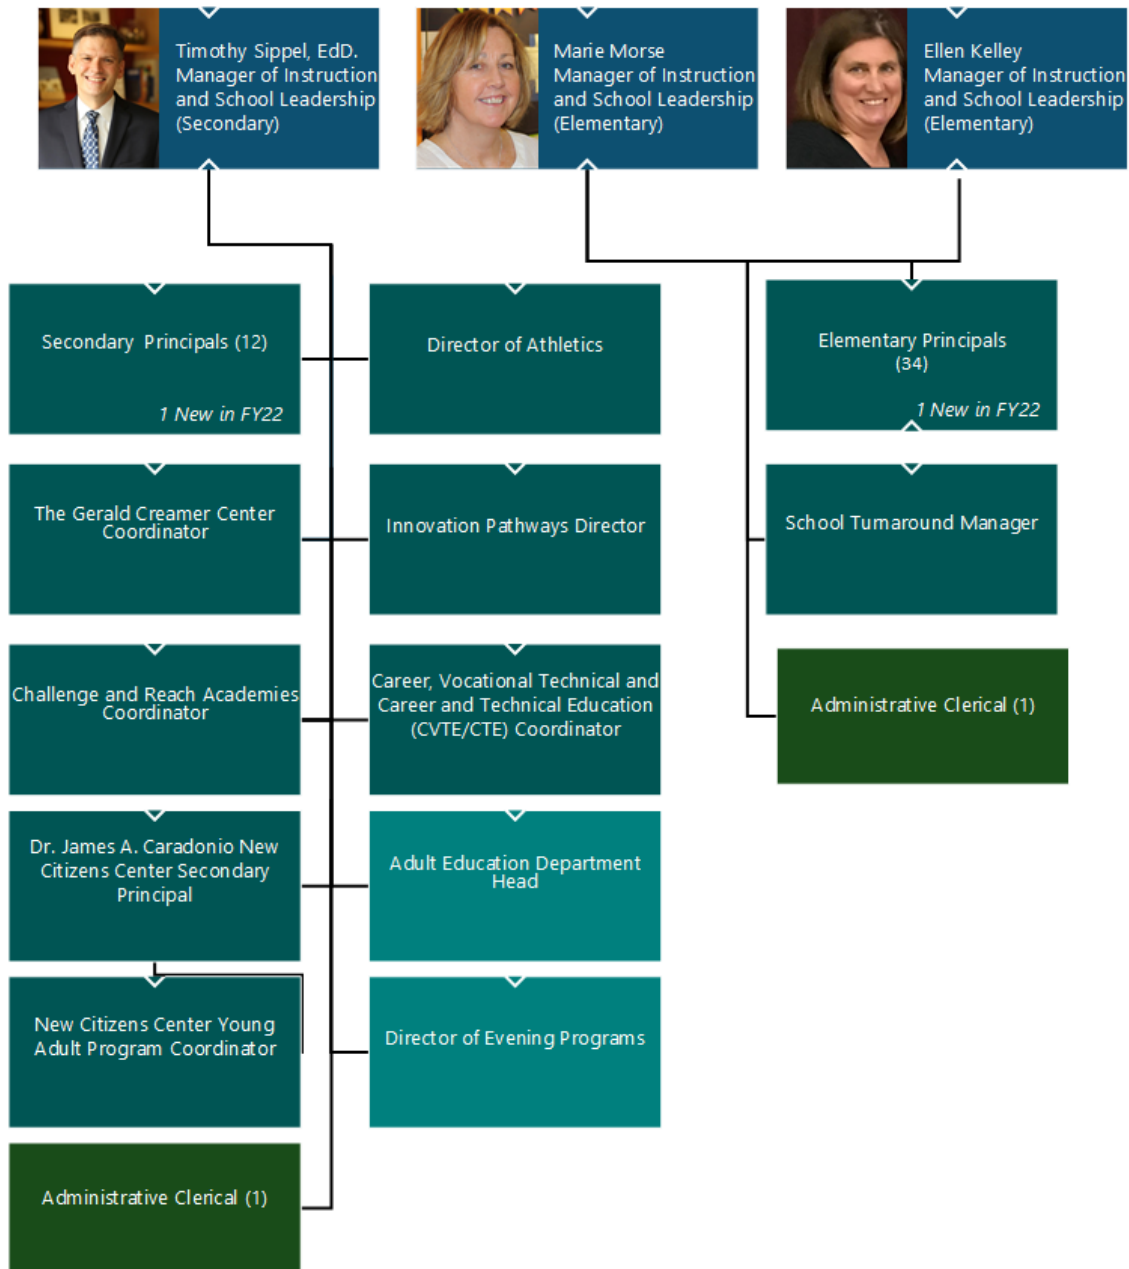 Timothy Sippel, EdD.
Manager of Instruction
and School Leadership
(Secondary)
Marie Morse
Manager of Instruction
and School Leadership
(Elementary)
Ellen Kelley
Manager of Instruction
and School Leadership
(Elementary)
Secondary Principals (12)
1 New in FY22
Director of Athletics
Elementary Principals
(34)
1 New in FY22
The Gerald Creamer Center
Coordinator
Innovation Pathways Director
School Turnaround Manager
Challenge and Reach Academies
Coordinator
Career, Vocational Technical and
Career and Technical Education
(CVTE/CTE) Coordinator
Administrative Clerical (1)
Dr. James A. Caradonio New
Citizens Center Secondary
Principal
Adult Education Department
Head
New Citizens Center Young
Adult Program Coordinator
Director of Evening Programs
Administrative Clerical (1)